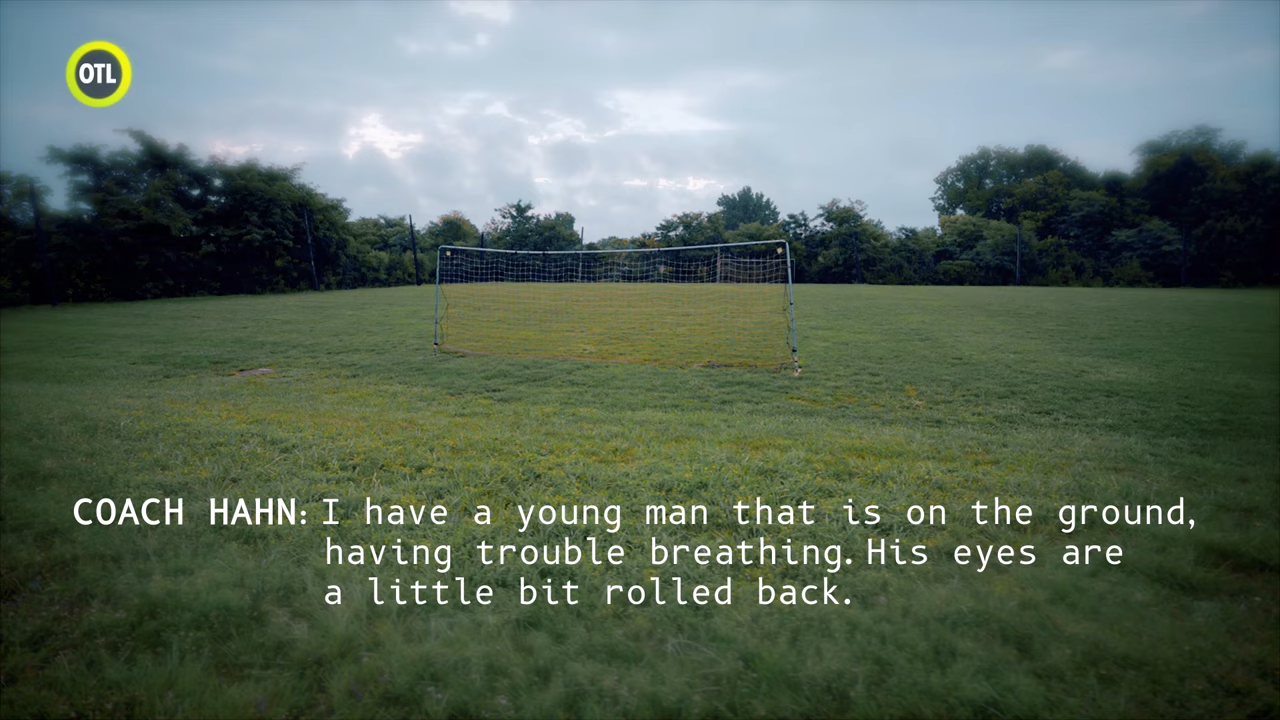 OTL
COACH HAHN: I have a young man that is on the ground,
having trouble breathing. His eyes are
a little bit rolled back.